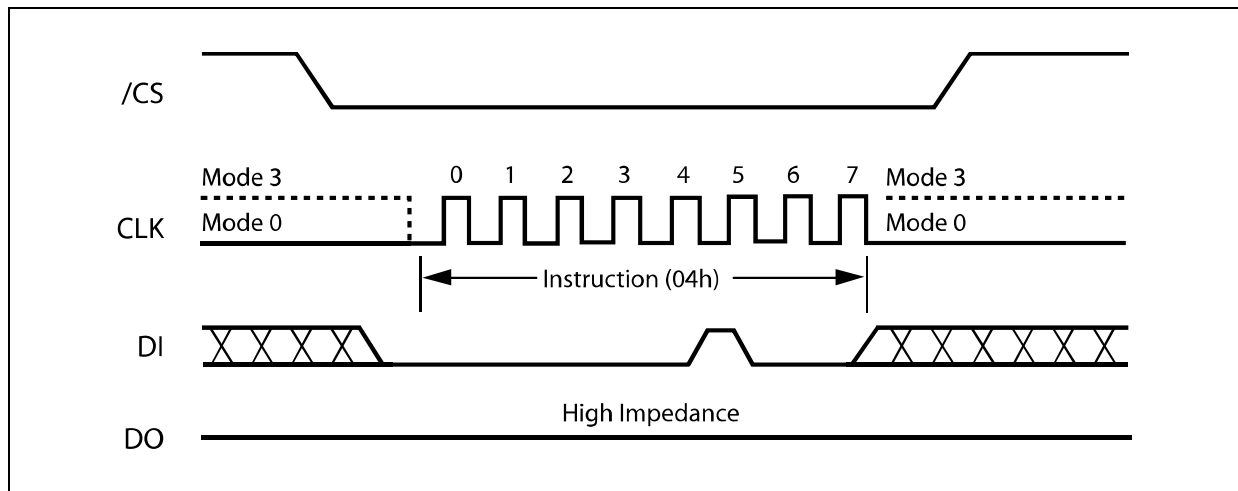 /CS
Mode 3 0 1 2 3 4 5 6 7 Mode 3
CLK Mode 0 Mode 0
Instruction (04h)
DI
High Impedance
DO